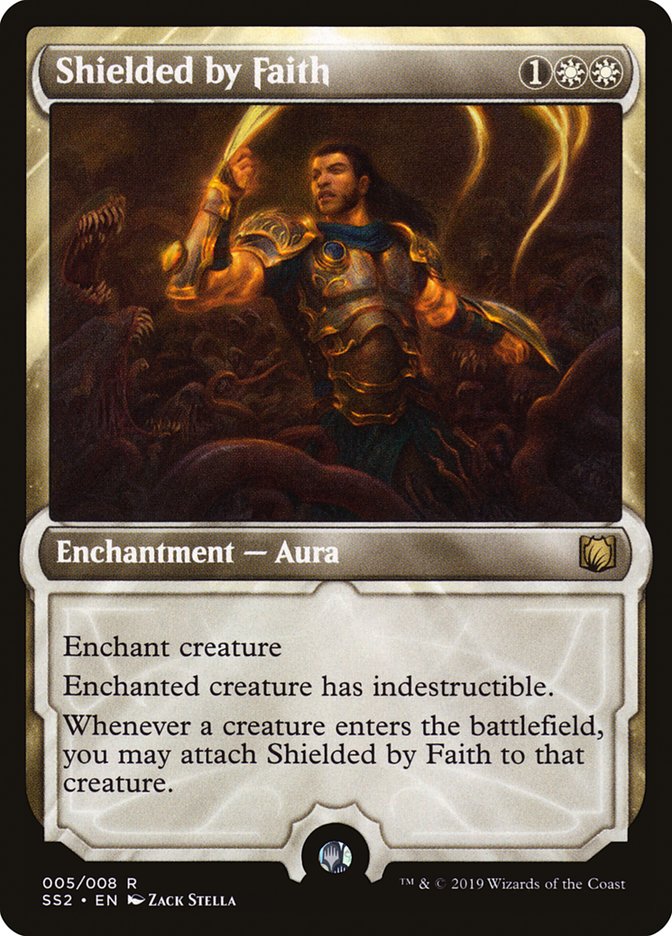 Shielded by Faith 1
Enchantment — Aura
Enchant creature
Enchanted creature has indestructible.
Whenever a creature enters the battlefield,
you may attach Shielded by Faith to that
creature.
005/008 R
SS2 • EN Zack Stella
™ & © 2019 Wizards of the Coast